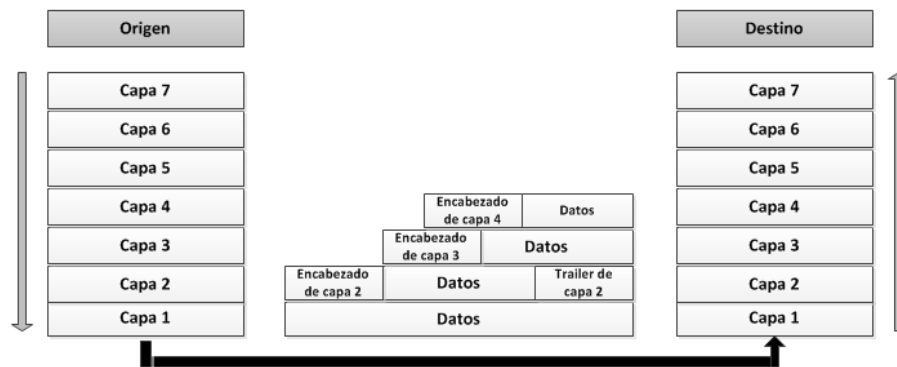 Origen
Destino
Capa 7
Capa 7
Capa 6
Capa 6
Capa 5
Capa 5
Capa 4
Encabezado
de capa 4
Datos
Capa 4
Capa 3
Encabezado
de capa 3
Datos
Capa 3
Capa 2
Encabezado
de capa 2
Datos
Trailer de
capa 2
Capa 2
Capa 1
Datos
Capa 1